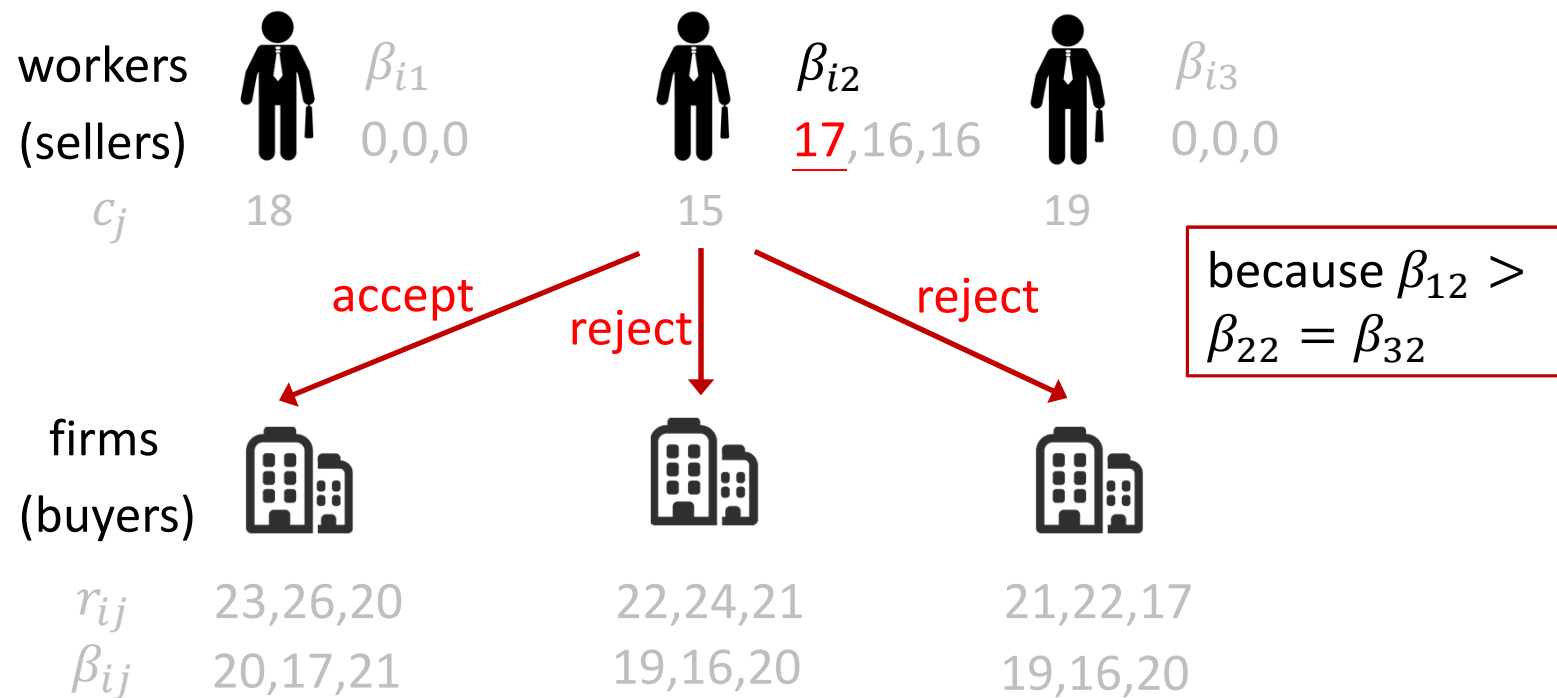 workers
(sellers)
β_{i1}
0,0,0
β_{i2}
17,16,16
β_{i3}
0,0,0
c_j
18
15
19
accept
reject
reject
because β_{12} >
β_{22} = β_{32}
firms
(buyers)
r_{ij}
23,26,20
22,24,21
21,22,17
β_{ij}
20,17,21
19,16,20
19,16,20